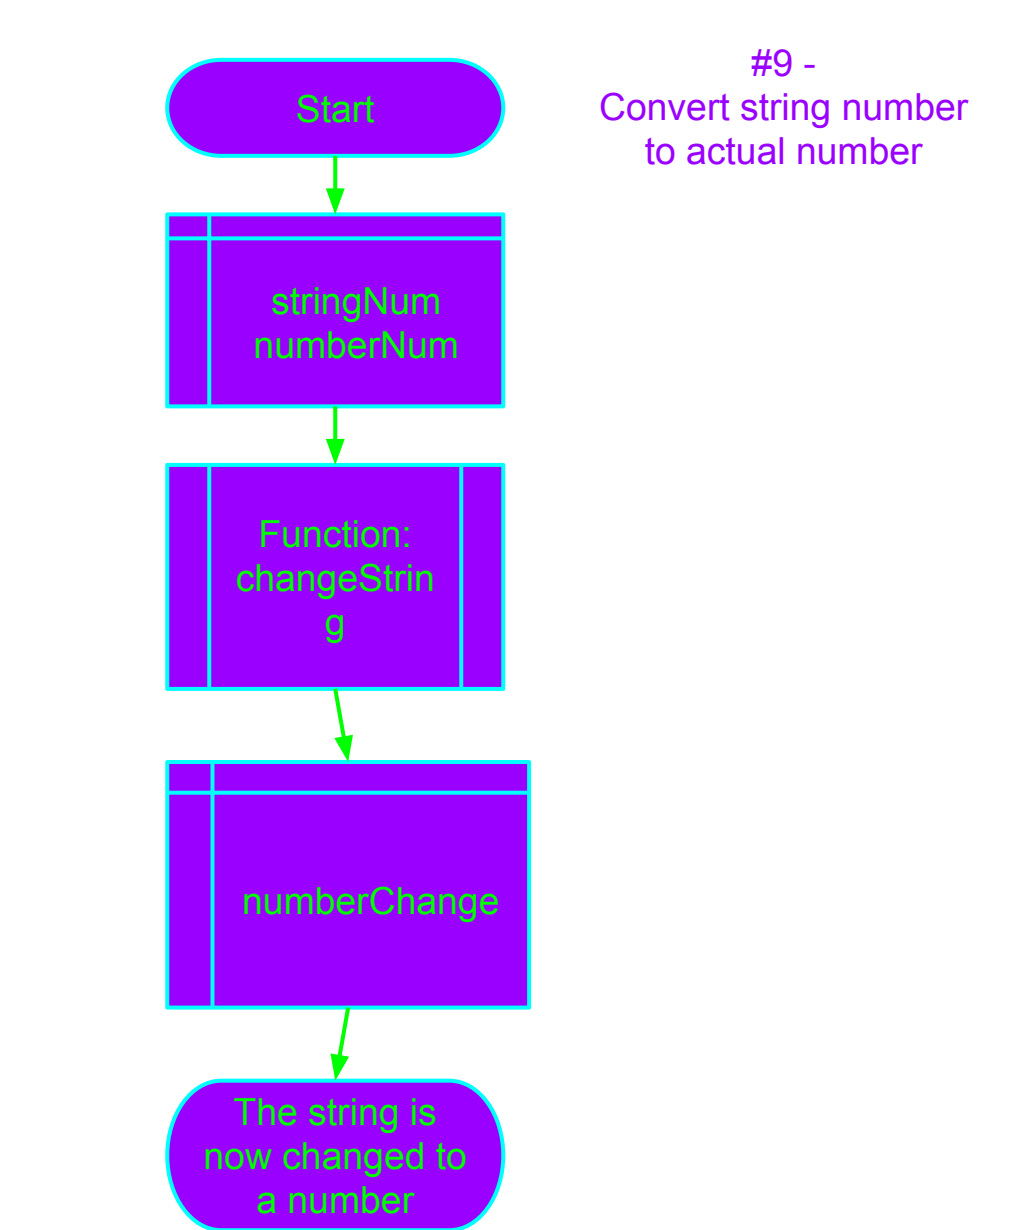 #9 -
Convert string number
to actual number
Start
stringNum
numberNum
Function:
changeStrin
g
numberChange
The string is
now changed to
a number